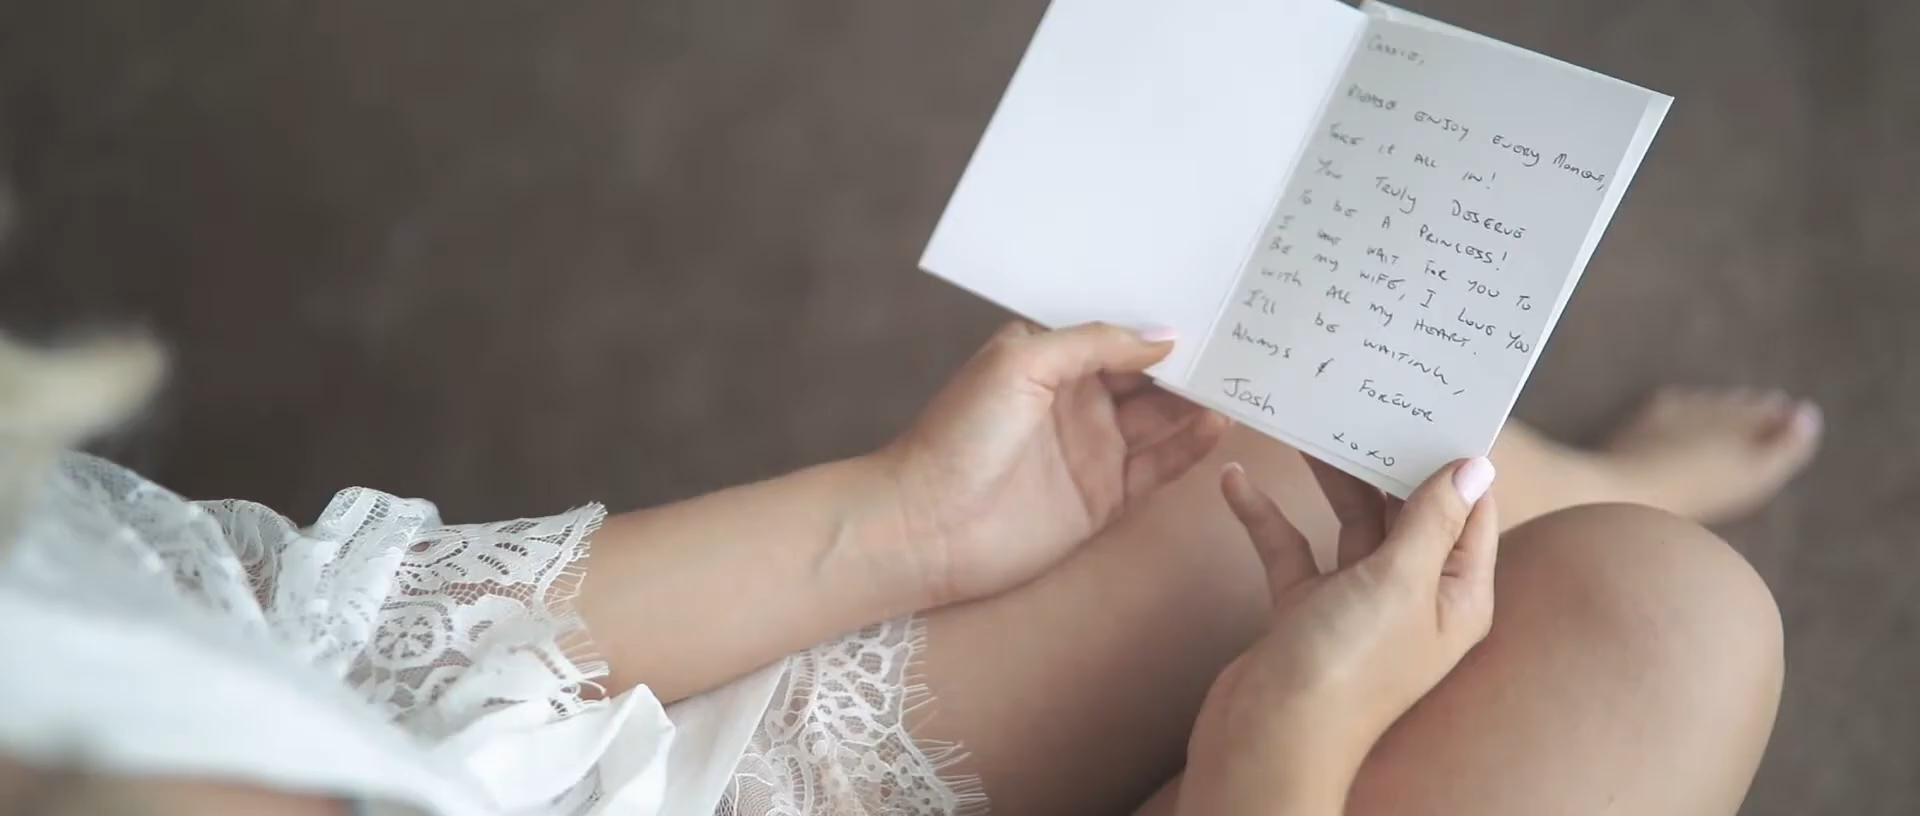 CARRIE,
PLEASE ENJOY EVERY MOMENT,
TAKE IT ALL IN!
YOU TRULY DESERVE
TO BE A PRINCESS!
I WAIT FOR YOU TO
BE MY WIFE, I LOVE YOU
WITH ALL MY HEART.
I'll BE WAITING,
Always & FOREVER
Josh
xoxo